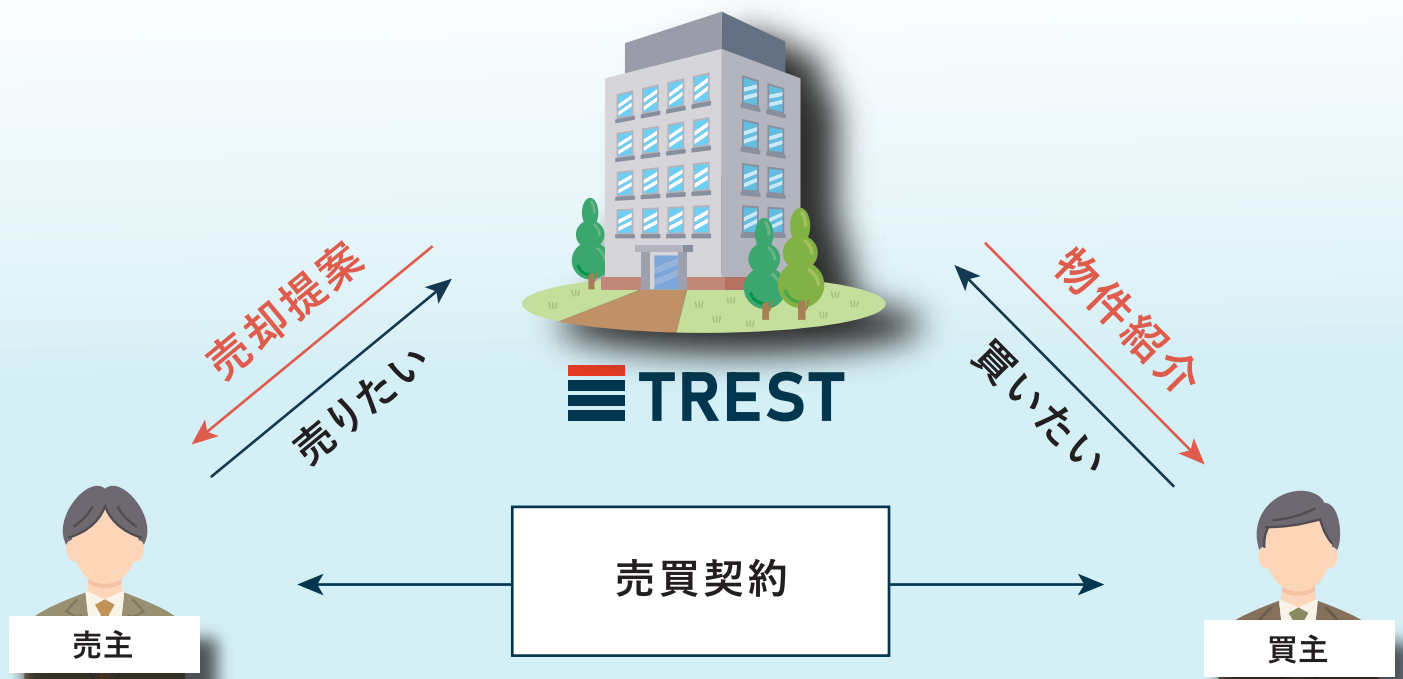 売却提案
売りたい
物件紹介
買いたい
TREST
売買契約
売主
買主